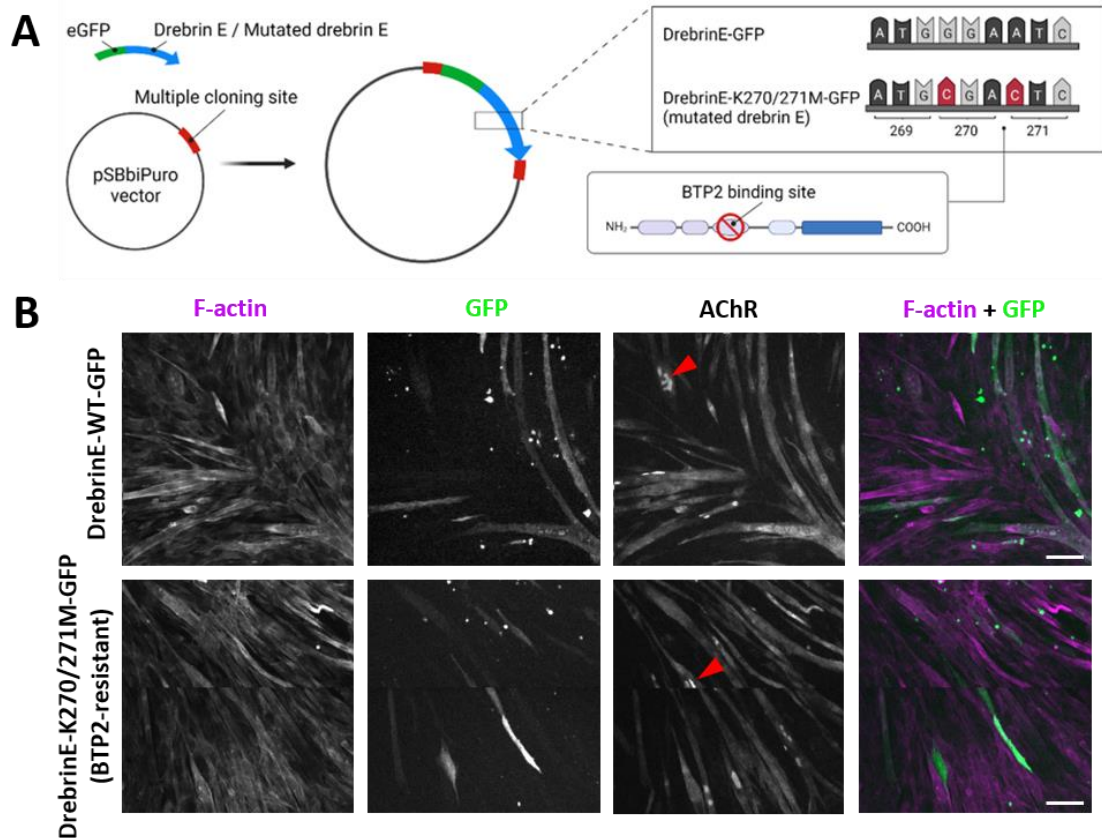 A
eGFP
Drebrin E / Mutated drebrin E
Multiple cloning site
pSBbiPuro
vector
DrebrinE-GFP
A T G G G A A T C
DrebrinE-K270/271M-GFP
(mutated drebrin E)
A T G C G A C T C
269 270 271
BTP2 binding site
NH₂ COOH
B
F-actin GFP AChR F-actin + GFP
DrebrinE-WT-GFP
DrebrinE-K270/271M-GFP
(BTP2-resistant)